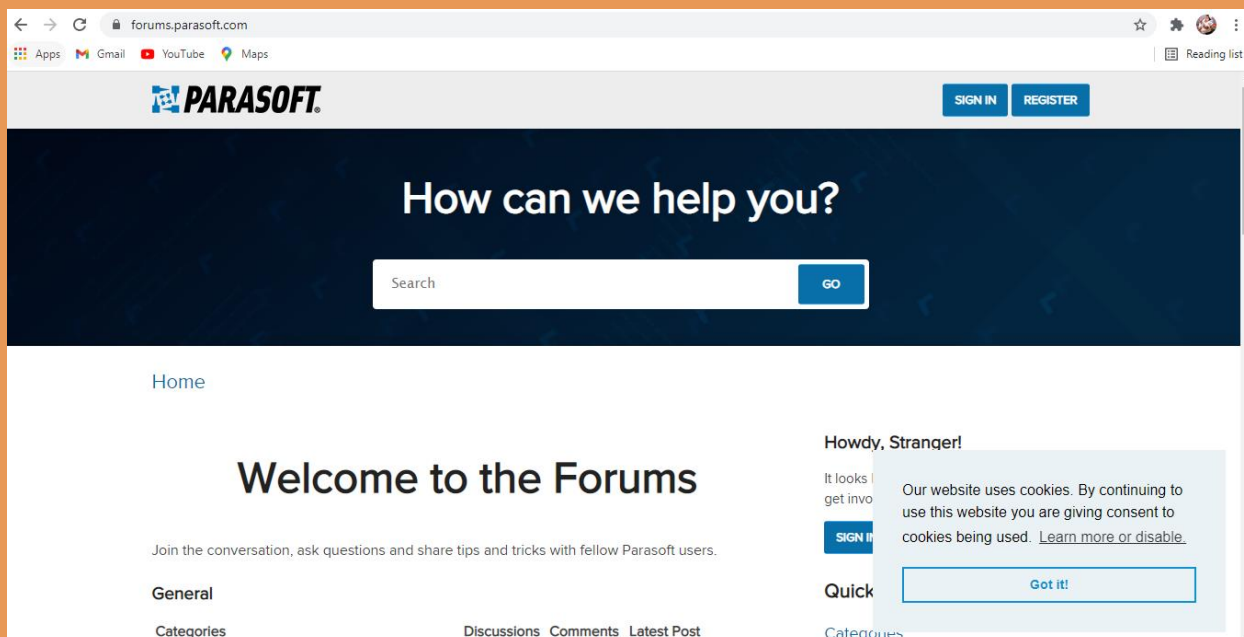 forums.parasoft.com
Apps Gmail YouTube Maps Reading list
PARASOFT
SIGN IN REGISTER
How can we help you?
Search GO
Home
Welcome to the Forums
Join the conversation, ask questions and share tips and tricks with fellow Parasoft users.
General
Categories Discussions Comments Latest Post
Howdy, Stranger!
It looks
get
SIGN
Quick
Categories
Our website uses cookies. By continuing to
use this website you are giving consent to
cookies being used. Learn more or disable.
Got it!